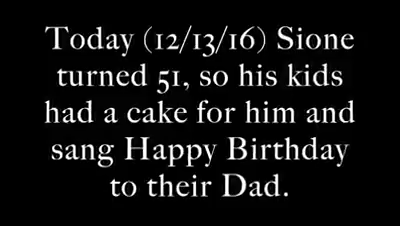 Today (12/13/16) Sione
turned 51, so his kids
had a cake for him and
sang Happy Birthday
to their Dad.